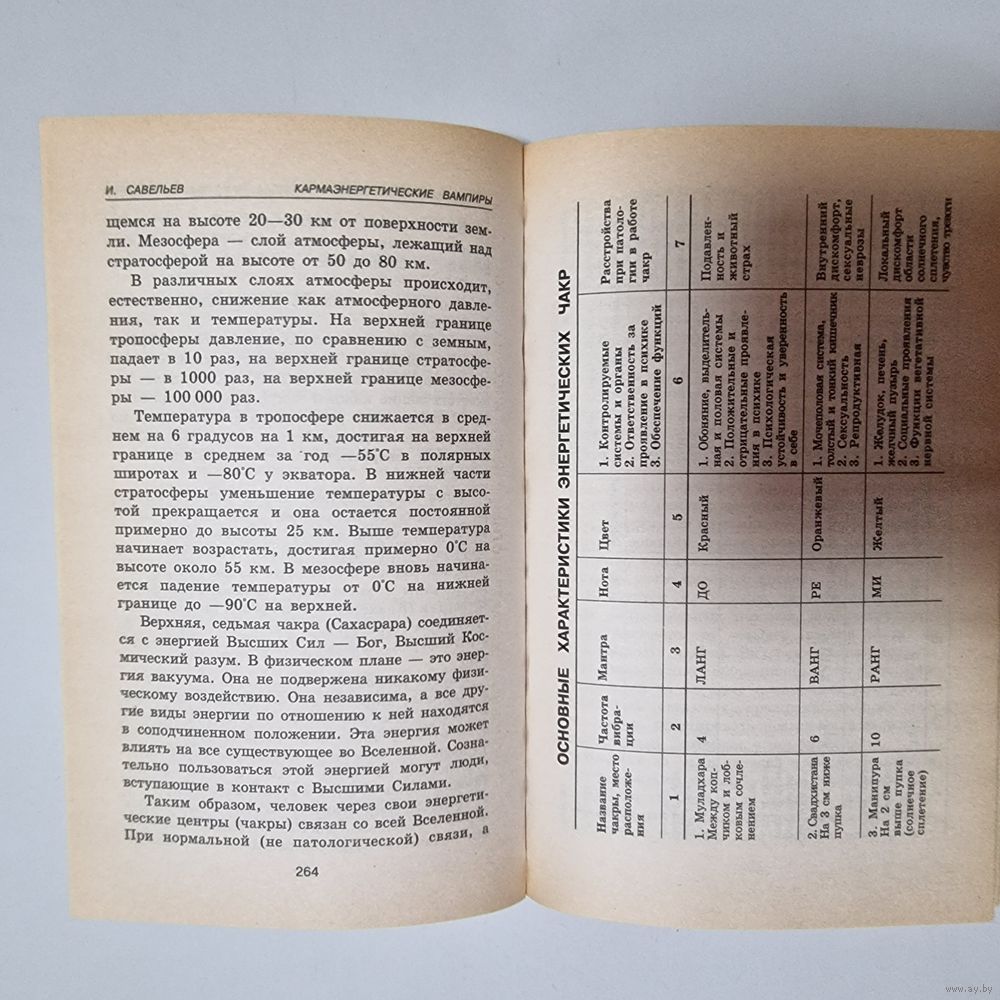 И. САВЕЛЬЕВ КАРМАЭНЕРГЕТИЧЕСКИЕ ВАМПИРЫ
щемся на высоте 20—30 км от поверхности зем-
ли. Мезосфера — слой атмосферы, лежащий над
стратосферой на высоте от 50 до 80 км.
В различных слоях атмосферы происходит,
естественно, снижение как атмосферного давле-
ния, так и температуры. На верхней границе
тропосферы давление, по сравнению с земным,
падает в 10 раз, на верхней границе стратосфе-
ры — в 1000 раз, на верхней границе мезосфе-
ры — 100 000 раз.
Температура в тропосфере снижается в сред-
нем на 6 градусов на 1 км, достигая на верхней
границе в среднем за год —55°С в полярных
широтах и —80°С у экватора. В нижней части
стратосферы уменьшение температуры с высо-
той прекращается и она остается постоянной
примерно до высоты 25 км. Выше температура
начинает возрастать, достигая примерно 0°С на
высоте около 55 км. В мезосфере вновь начина-
ется падение температуры от 0°С на нижней
границе до —90°С на верхней.
Верхняя, седьмая чакра (Сахасрара) соединяет-
ся с энергией Высших Сил — Бог, Высший Кос-
мический разум. В физическом плане — это энер-
гия вакуума. Она не подвержена никакому физи-
ческому воздействию. Она независима, а все дру-
гие виды энергии по отношению к ней находятся
в соподчиненном положении. Эта энергия может
влиять на все существующее во Вселенной. Созна-
тельно пользоваться этой энергией могут люди,
вступающие в контакт с Высшими Силами.
Таким образом, человек через свои энергети-
ческие центры (чакры) связан со всей Вселенной.
При нормальной (не патологической) связи, а
264
ОСНОВНЫЕ ХАРАКТЕРИСТИКИ ЭНЕРГЕТИЧЕСКИХ ЧАКР
Название
чакры, место
расположе-
ния
Частота
вибра-
ции
Мантра
Нота
Цвет
1. Контролируемые
системы и органы
2. Ответственность за
проявление в психике
3. Обеспечение функций
Расстройства
при патоло-
гии в работе
чакр
1 2 3 4 5 6 7
1. Муладхара
Между коп-
чиком и лоб-
ковым сочле-
нением
4
ЛАНГ
ДО
Красный
1. Обоняние, выделитель-
ная и половая системы
2. Положительные и
отрицательные проявле-
ния в психике
3. Психологическая
устойчивость и уверенность
в себе
Подавлен-
ность и
животный
страх
2. Свадхистана
На 3 см ниже
пупка
6
ВАНГ
РЕ
Оранжевый
1. Мочеполовая система,
толстый и тонкий кишечник
2. Сексуальность
3. Репродуктивная
Внутренний
дискомфорт,
сексуальные
неврозы
3. Манипура
На 2 см
выше пупка
(солнечное
сплетение)
10
РАНГ
МИ
Желтый
1. Желудок, печень,
желчный пузырь
2. Социальные проявления
3. Функции вегетативной
нервной системы
Локальный
дискомфорт
области
солнечного
сплетения,
чувство тревоги
www.ay.by